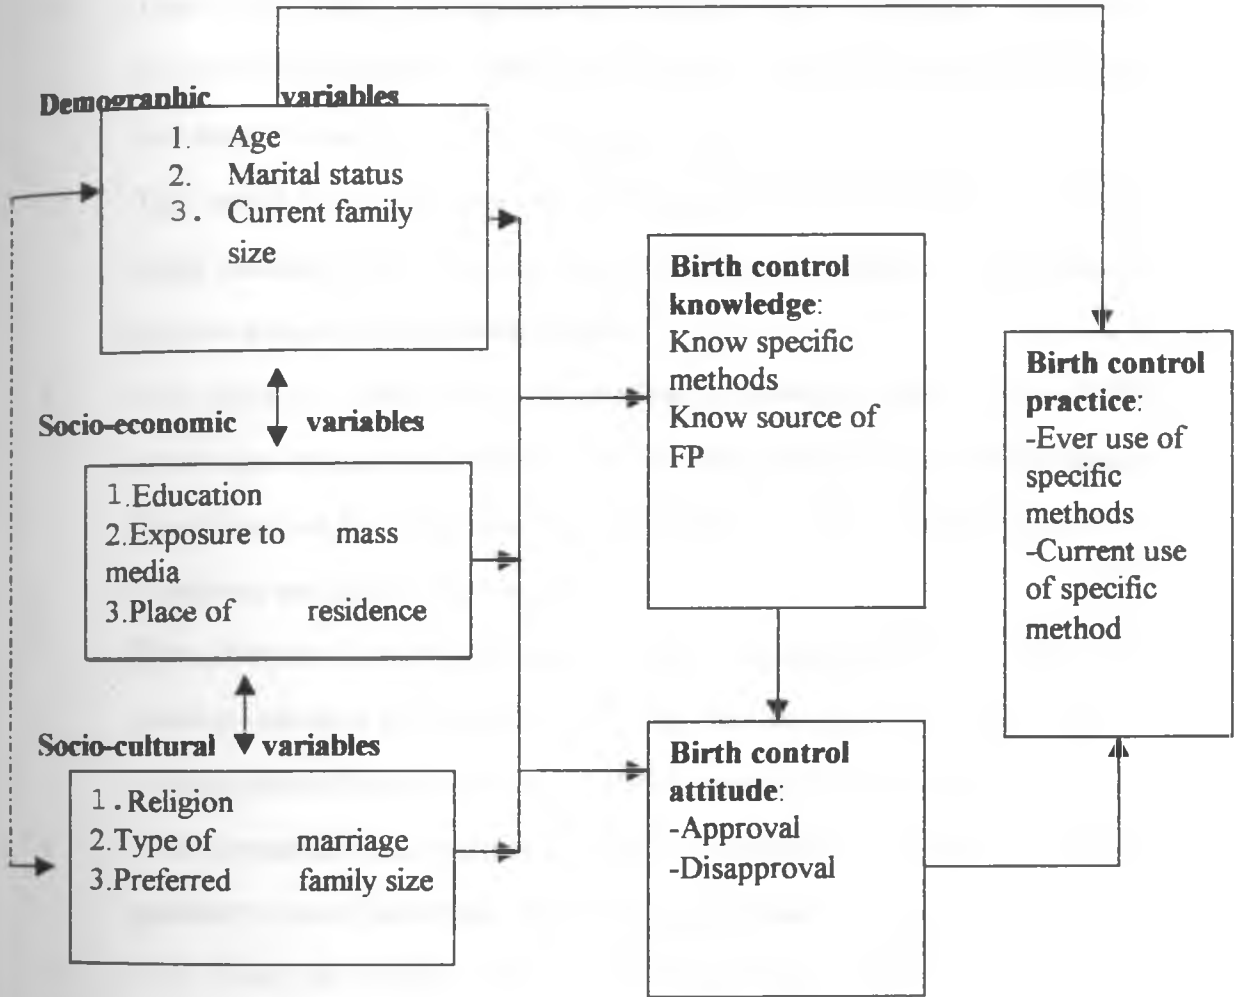 Demographic variables
1. Age
2. Marital status
3. Current family
size
Socio-economic variables
1.Education
2.Exposure to mass
media
3.Place of residence
Socio-cultural variables
1.Religion
2.Type of marriage
3.Preferred family size
Birth control
knowledge:
Know specific
methods
Know source of
FP
Birth control
attitude:
-Approval
-Disapproval
Birth control
practice:
-Ever use of
specific
methods
-Current use
of specific
method